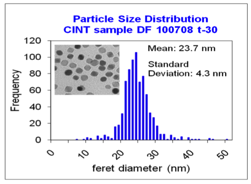 Particle Size Distribution
CINT sample DF 100708 t-30
Mean: 23.7 nm
Standard
Deviation: 4.3 nm
Frequency
120
100
80
60
40
20
0
0
10
20
30
40
50
feret diameter (nm)